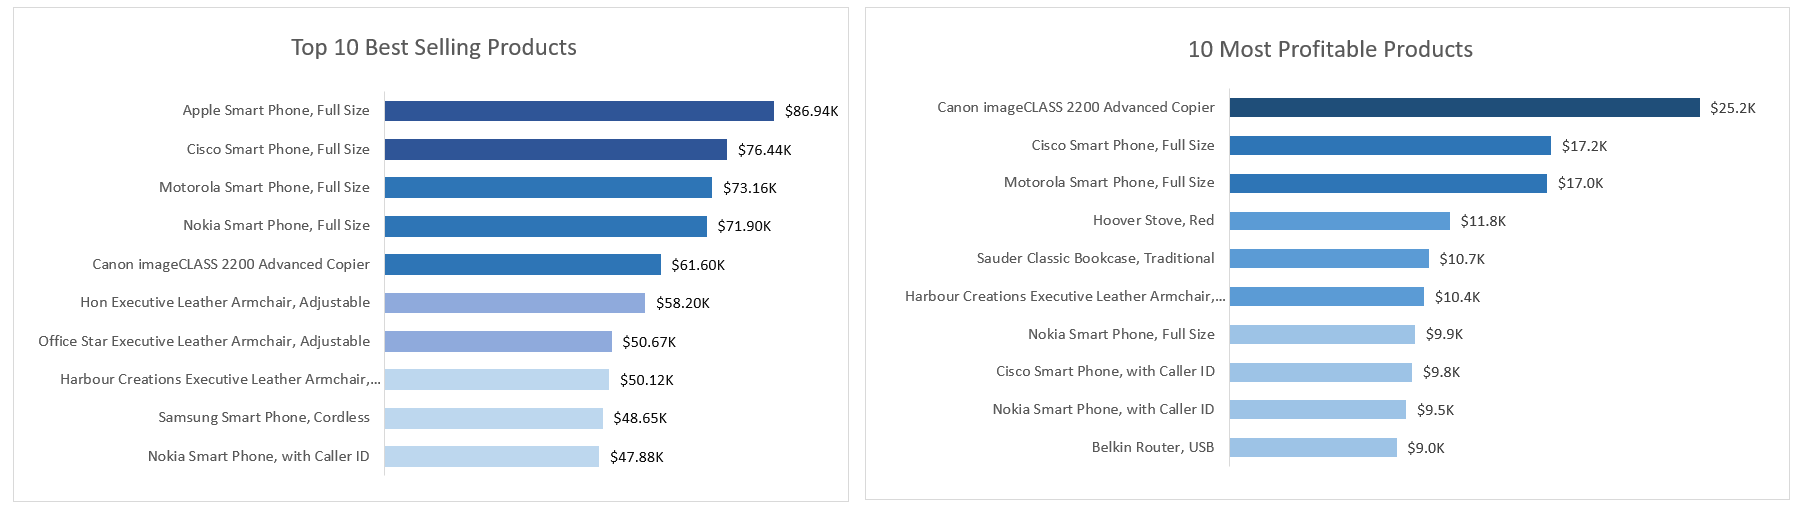 Top 10 Best Selling Products
Apple Smart Phone, Full Size $86.94K
Cisco Smart Phone, Full Size $76.44K
Motorola Smart Phone, Full Size $73.16K
Nokia Smart Phone, Full Size $71.90K
Canon imageCLASS 2200 Advanced Copier $61.60K
Hon Executive Leather Armchair, Adjustable $58.20K
Office Star Executive Leather Armchair, Adjustable $50.67K
Harbour Creations Executive Leather Armchair,... $50.12K
Samsung Smart Phone, Cordless $48.65K
Nokia Smart Phone, with Caller ID $47.88K
10 Most Profitable Products
Canon imageCLASS 2200 Advanced Copier $25.2K
Cisco Smart Phone, Full Size $17.2K
Motorola Smart Phone, Full Size $17.0K
Hoover Stove, Red $11.8K
Sauder Classic Bookcase, Traditional $10.7K
Harbour Creations Executive Leather Armchair,... $10.4K
Nokia Smart Phone, Full Size $9.9K
Cisco Smart Phone, with Caller ID $9.8K
Nokia Smart Phone, with Caller ID $9.5K
Belkin Router, USB $9.0K